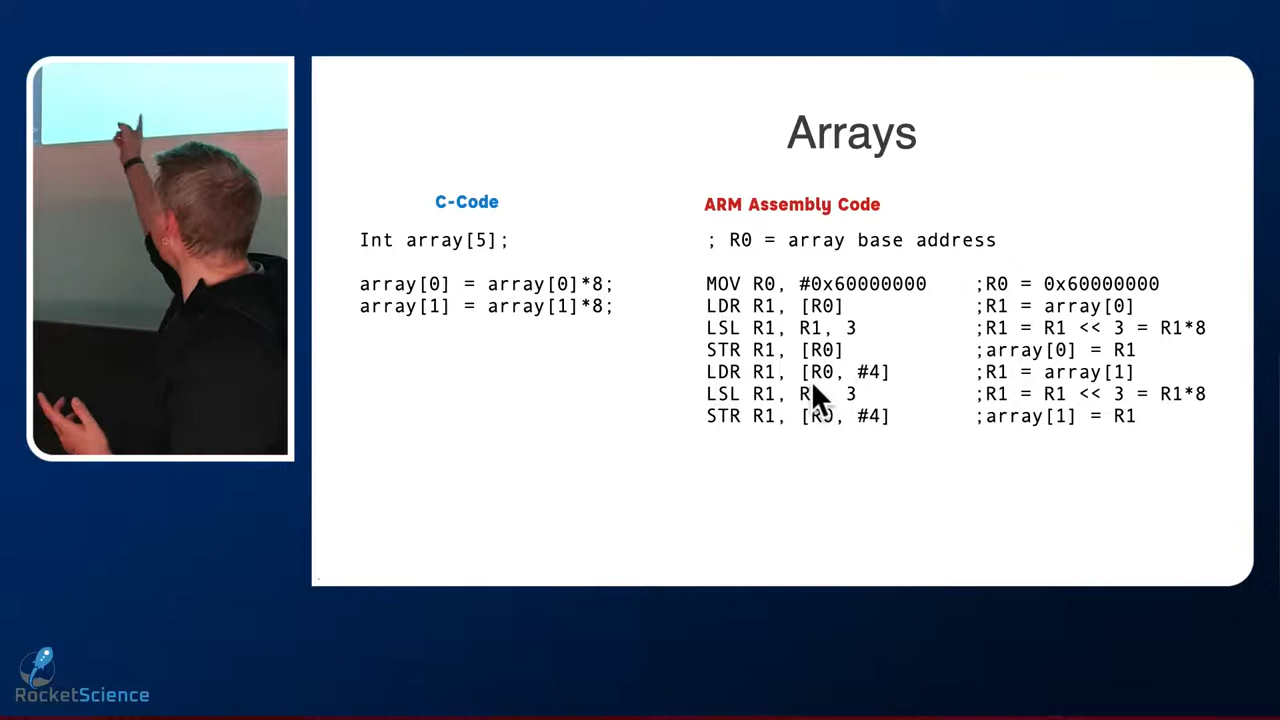 Arrays
C-Code
Int array[5];
array[0] = array[0]*8;
array[1] = array[1]*8;
ARM Assembly Code
; R0 = array base address
MOV R0, #0x60000000 ;R0 = 0x60000000
LDR R1, [R0] ;R1 = array[0]
LSL R1, R1, 3 ;R1 = R1 << 3 = R1*8
STR R1, [R0] ;array[0] = R1
LDR R1, [R0, #4] ;R1 = array[1]
LSL R1, 3 ;R1 = R1 << 3 = R1*8
STR R1, [R0, #4] ;array[1] = R1
RocketScience